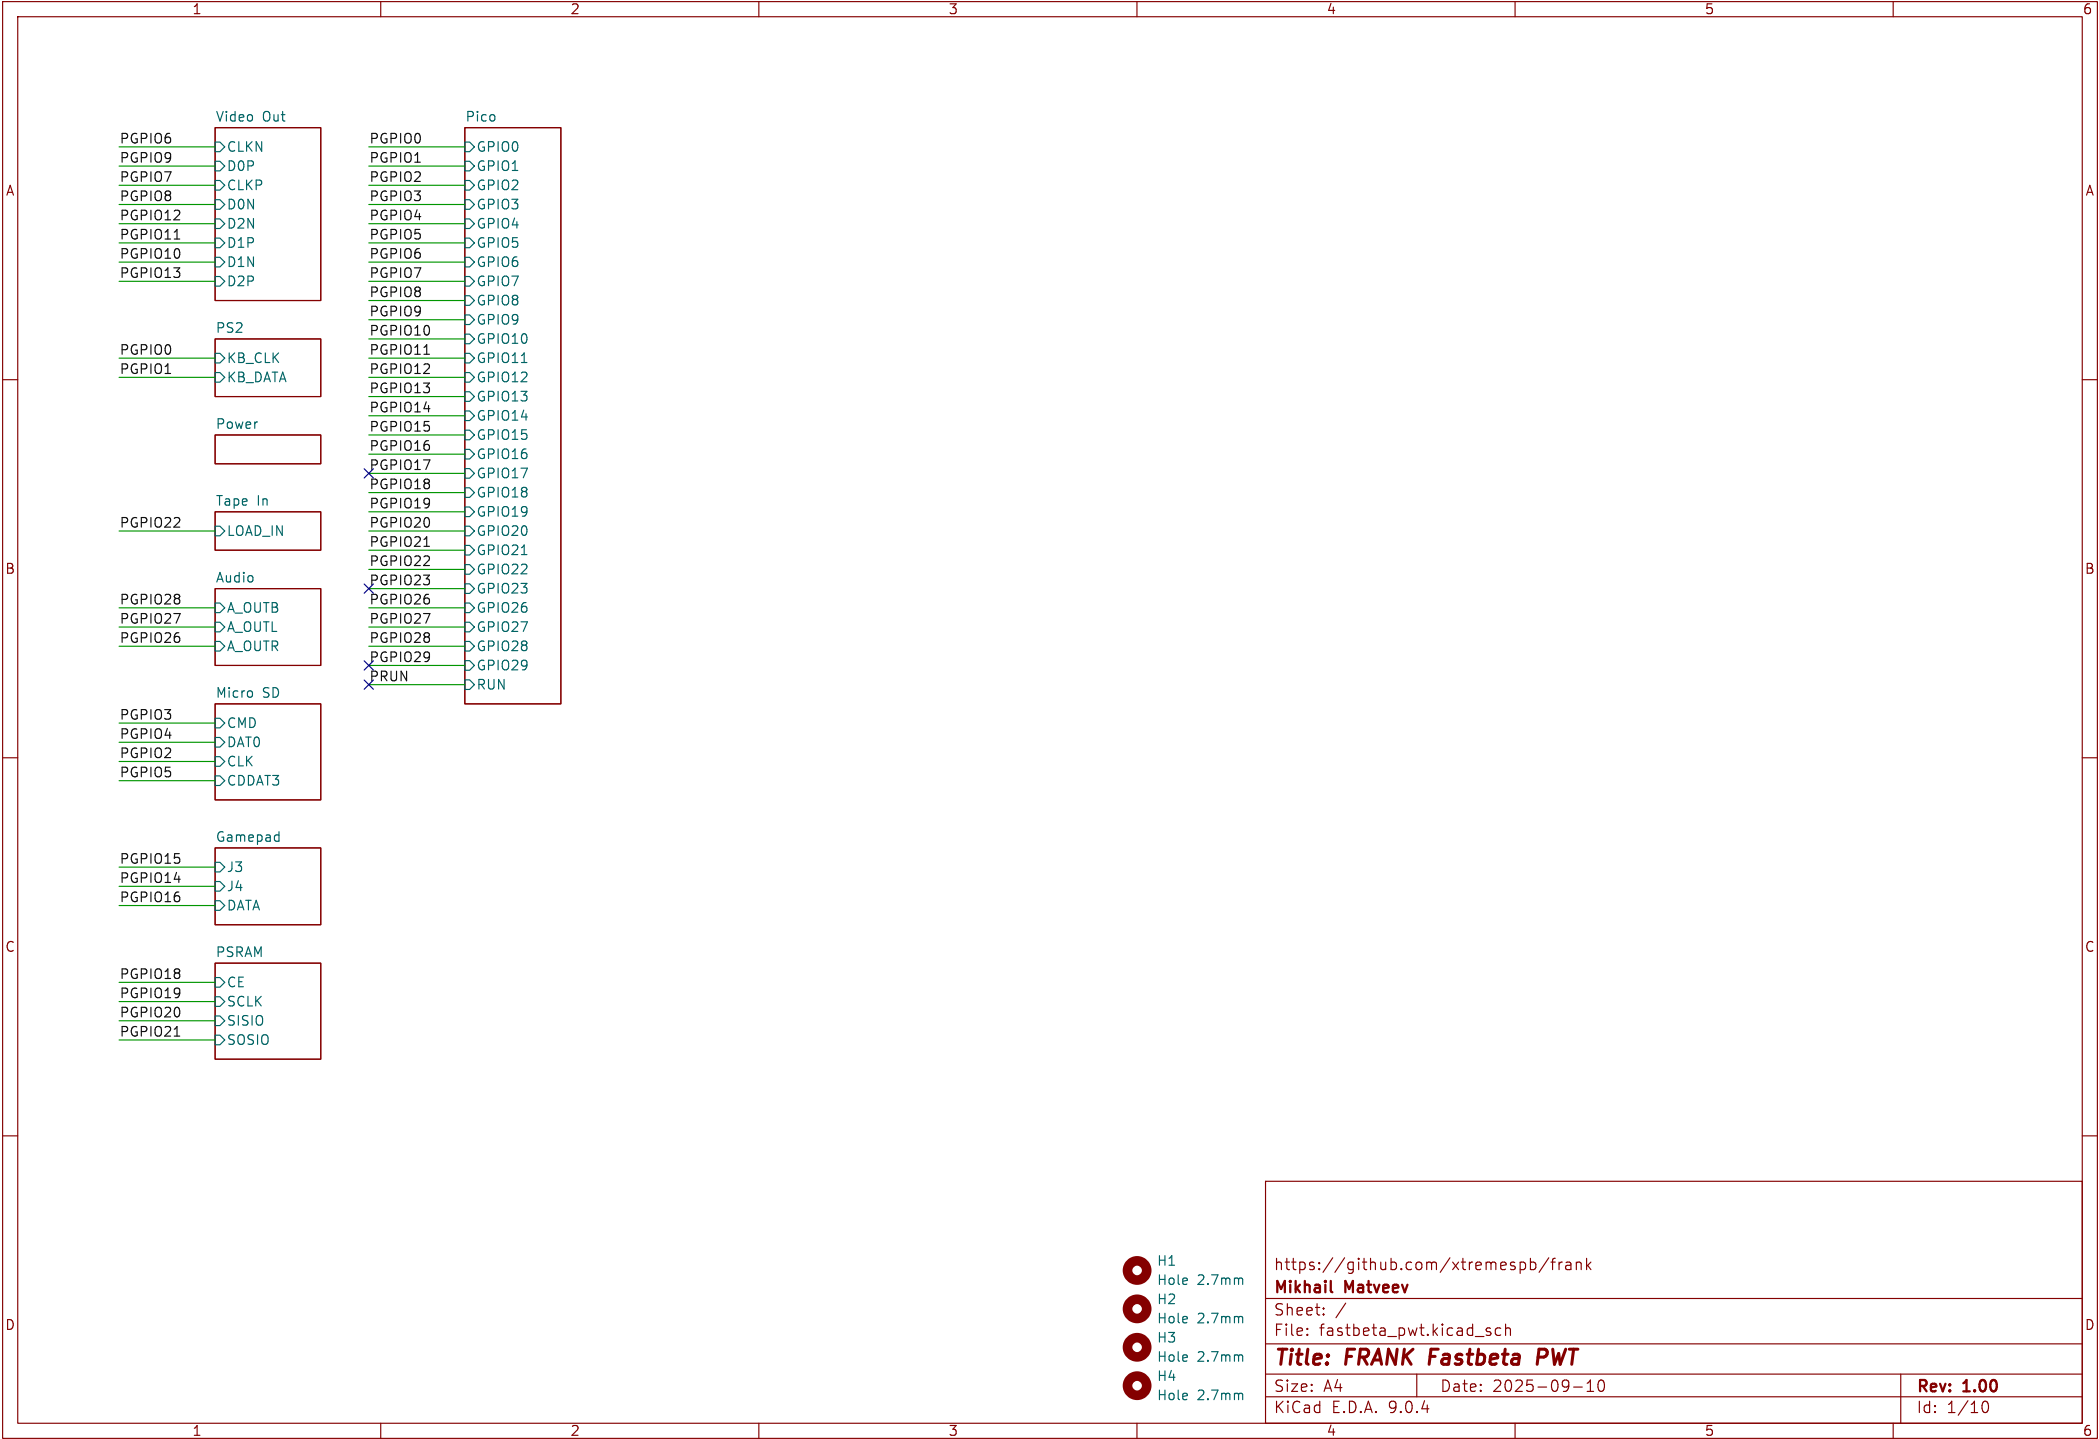 1 2 3 4 5 6
A
B
C
D
A
B
C
D
Video Out
PGPIO6 CLKN
PGPIO9 D0P
PGPIO7 CLKP
PGPIO8 D0N
PGPIO12 D2N
PGPIO11 D1P
PGPIO10 D1N
PGPIO13 D2P
PS2
PGPIO0 KB_CLK
PGPIO1 KB_DATA
Power
Tape In
PGPIO22 LOAD_IN
Audio
PGPIO28 A_OUTB
PGPIO27 A_OUTL
PGPIO26 A_OUTR
Micro SD
PGPIO3 CMD
PGPIO4 DAT0
PGPIO2 CLK
PGPIO5 CDDAT3
Gamepad
PGPIO15 J3
PGPIO14 J4
PGPIO16 DATA
PSRAM
PGPIO18 CE
PGPIO19 SCLK
PGPIO20 SISIO
PGPIO21 SOSIO
Pico
PGPIO0 GPIO0
PGPIO1 GPIO1
PGPIO2 GPIO2
PGPIO3 GPIO3
PGPIO4 GPIO4
PGPIO5 GPIO5
PGPIO6 GPIO6
PGPIO7 GPIO7
PGPIO8 GPIO8
PGPIO9 GPIO9
PGPIO10 GPIO10
PGPIO11 GPIO11
PGPIO12 GPIO12
PGPIO13 GPIO13
PGPIO14 GPIO14
PGPIO15 GPIO15
PGPIO16 GPIO16
PGPIO17 GPIO17
PGPIO18 GPIO18
PGPIO19 GPIO19
PGPIO20 GPIO20
PGPIO21 GPIO21
PGPIO22 GPIO22
PGPIO23 GPIO23
PGPIO26 GPIO26
PGPIO27 GPIO27
PGPIO28 GPIO28
PGPIO29 GPIO29
PRUN RUN
H1
Hole 2.7mm
H2
Hole 2.7mm
H3
Hole 2.7mm
H4
Hole 2.7mm
https://github.com/xtremespb/frank
Mikhail Matveev
Sheet: /
File: fastbeta_pwt.kicad_sch
Title: FRANK Fastbeta PWT
Size: A4 Date: 2025-09-10 Rev: 1.00
KiCad E.D.A. 9.0.4 Id: 1/10
1 2 3 4 5 6